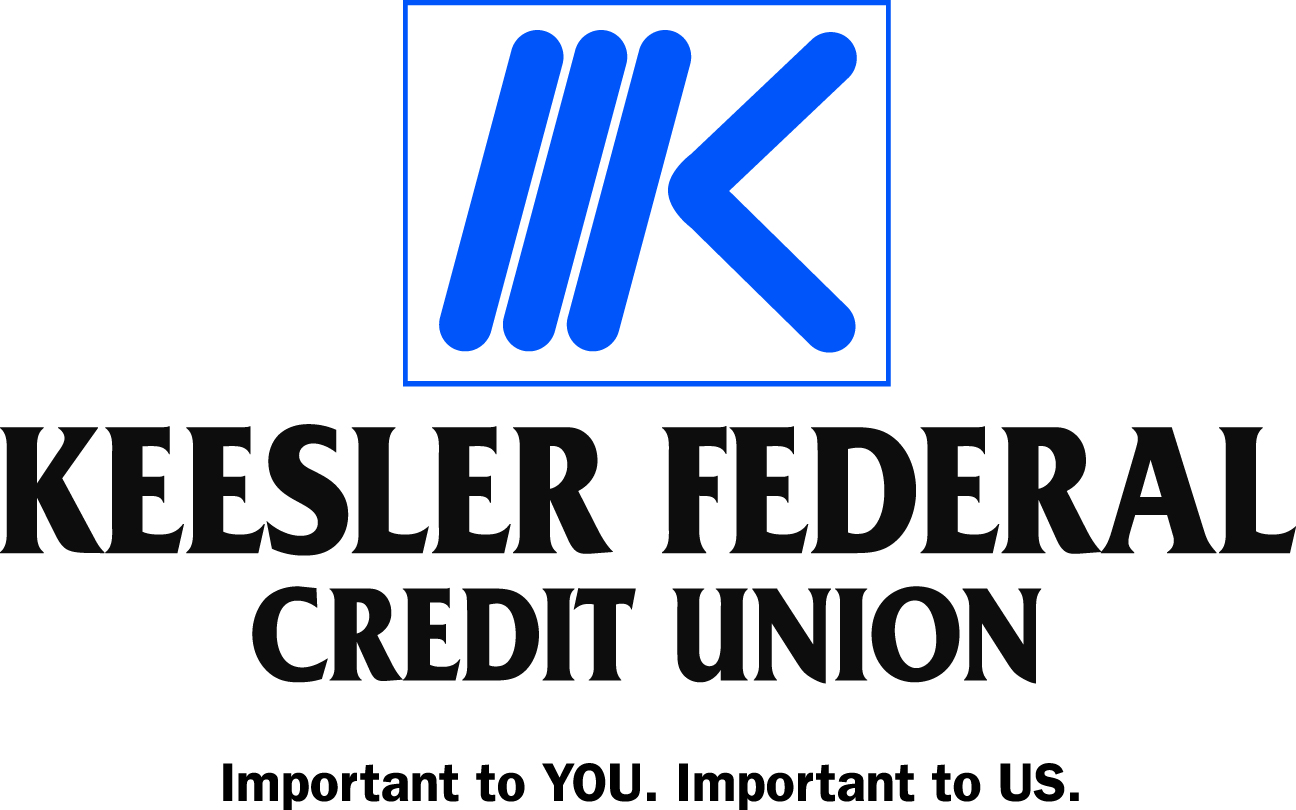 K
KEESLER FEDERAL
CREDIT UNION
Important to YOU. Important to US.